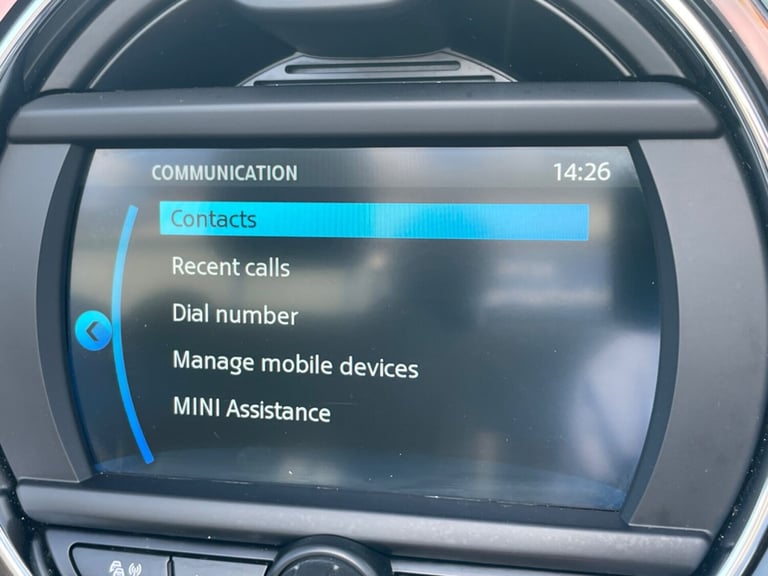 COMMUNICATION 14:26
Contacts
Recent calls
Dial number
Manage mobile devices
MINI Assistance